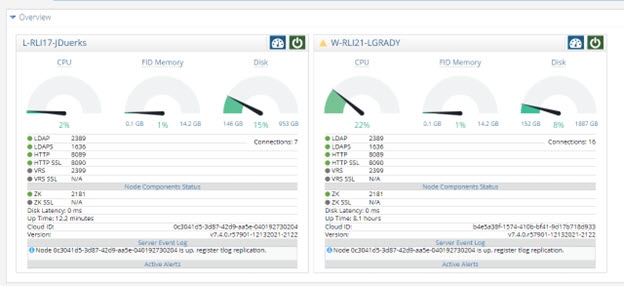 Overview
L-RLI17-JDuerks
CPU
FID Memory
Disk
2%
0.1 GB
1%
14.2 GB
146 GB
15%
953 GB
LDAP 2389
LDAPS 1636
HTTP 8089
HTTP SSL 8090
VRS 2399
VRS SSL N/A
Connections: 7
Node Components Status
ZK 2181
ZK SSL N/A
Disk Latency: 0 ms
Up Time: 12.2 minutes
Cloud ID: 0c3041d5-3d87-42d9-aa5e-040192730204
Version: v7.4.0.r57901-12132021-2122
Server Event Log
Node 0c3041d5-3d87-42d9-aa5e-040192730204 is up, register tlog replication.
Active Alerts
W-RLI21-LGRADY
CPU
FID Memory
Disk
22%
0.1 GB
1%
14.2 GB
152 GB
8%
1887 GB
LDAP 2389
LDAPS 1636
HTTP 8089
HTTP SSL 8090
VRS 2399
VRS SSL N/A
Connections: 16
Node Components Status
ZK 2181
ZK SSL N/A
Disk Latency: 0 ms
Up Time: 8.1 hours
Cloud ID: b4e5a38f-1574-410b-bf41-9d17b718d933
Version: v7.4.0.r57901-12132021-2122
Server Event Log
Node 0c3041d5-3d87-42d9-aa5e-040192730204 is up, register tlog replication.
Active Alerts